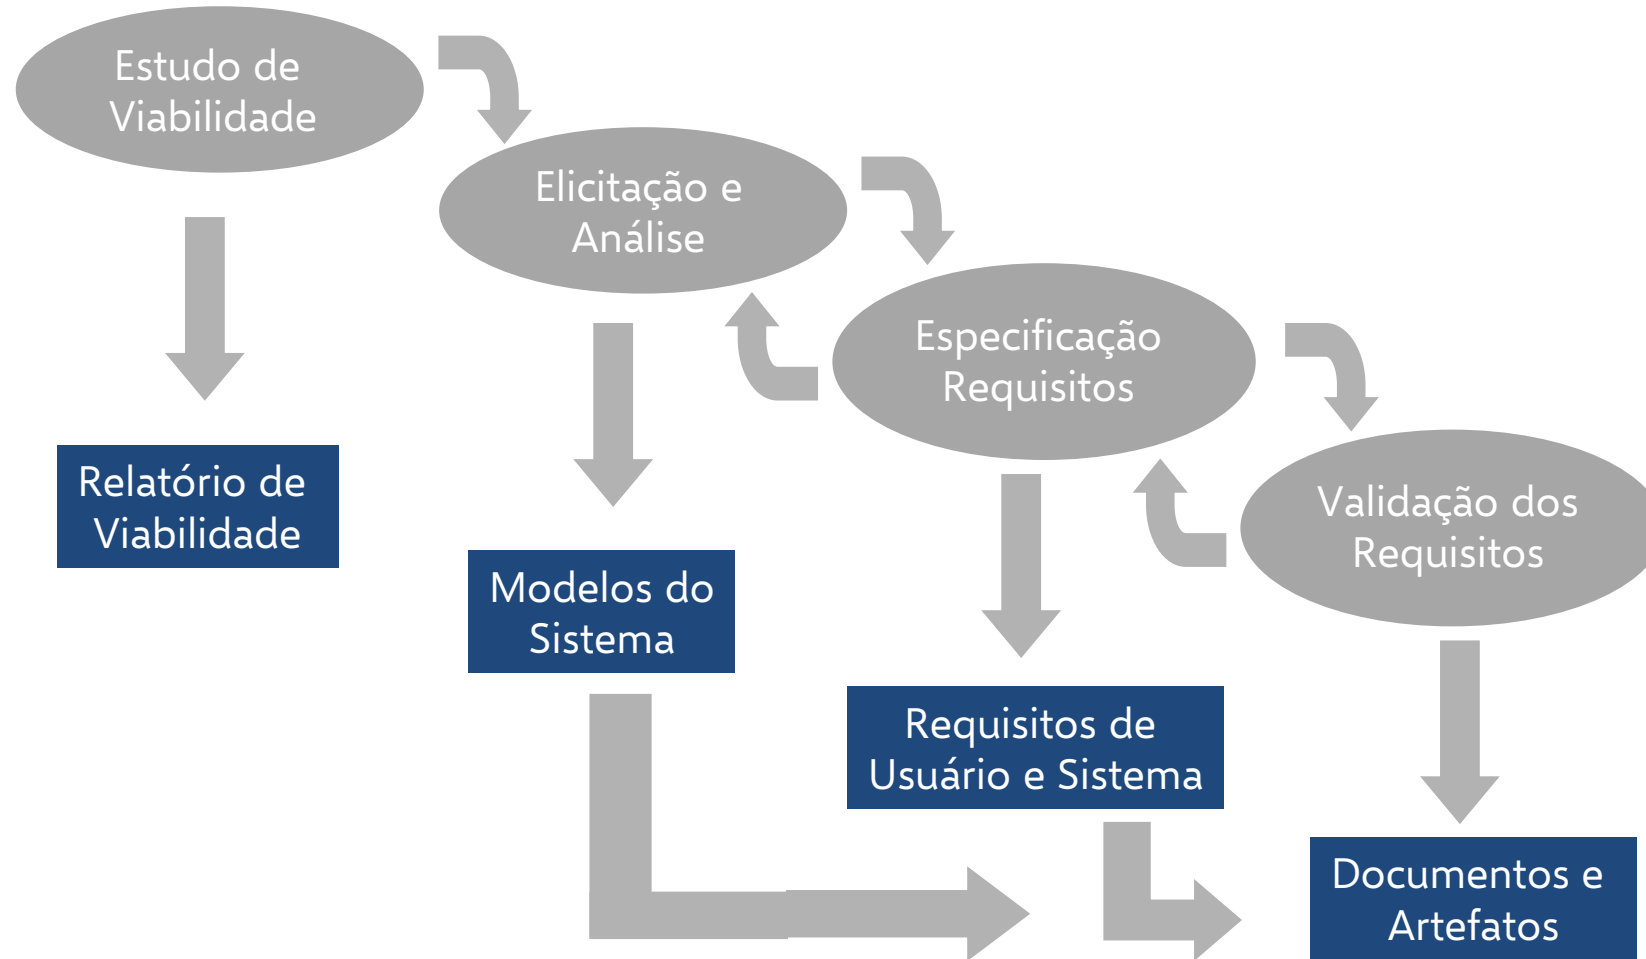 Estudo de
Viabilidade
Elicitação e
Análise
Especificação
Requisitos
Validação dos
Requisitos
Relatório de
Viabilidade
Modelos do
Sistema
Requisitos de
Usuário e Sistema
Documentos e
Artefatos